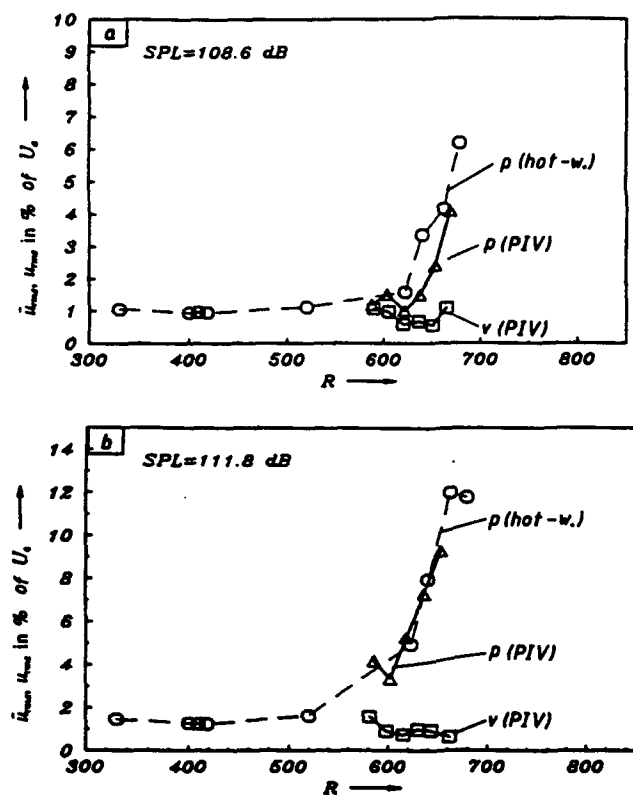 a
SPL=108.6 dB
10
9
8
7
6
5
4
3
2
1
0
in % of U
p (hot-w.)
p (PIV)
v (PIV)
300 400 500 600 700 800
R
b
SPL=111.8 dB
14
12
10
8
6
4
2
0
in % of U
p (hot-w.)
p (PIV)
v (PIV)
300 400 500 600 700 800
R